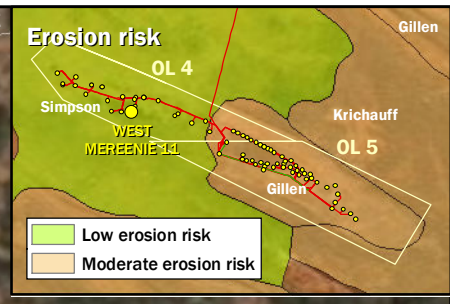 Gillen
Erosion risk
OL 4
Simpson
Krichauff
WEST
MEREENIE 11
OL 5
Gillen
Low erosion risk
Moderate erosion risk